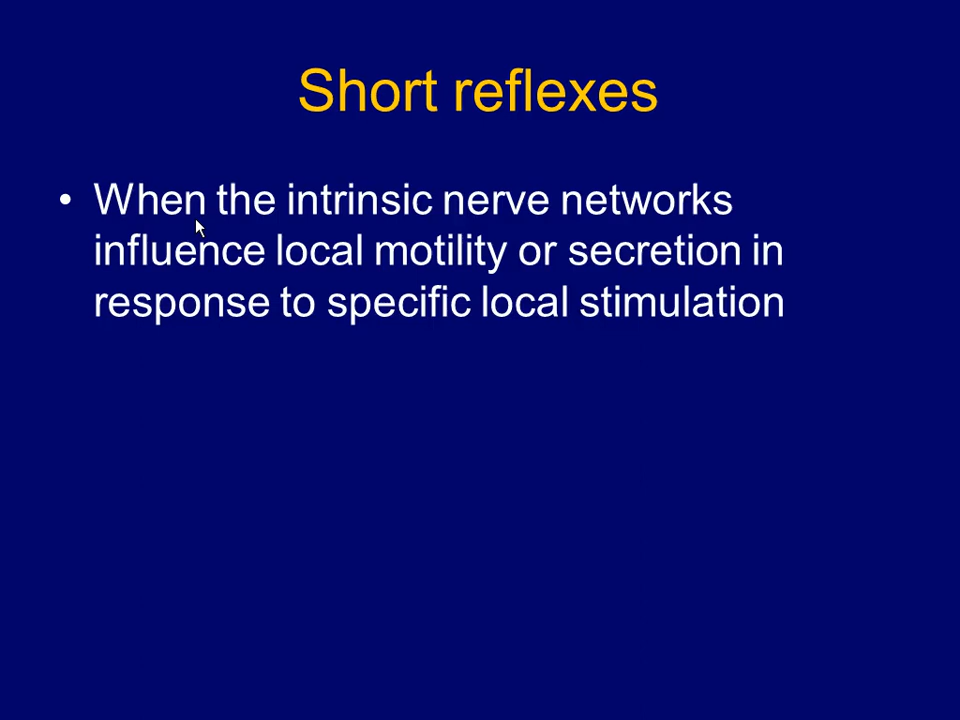 Short reflexes
• When the intrinsic nerve networks
influence local motility or secretion in
response to specific local stimulation